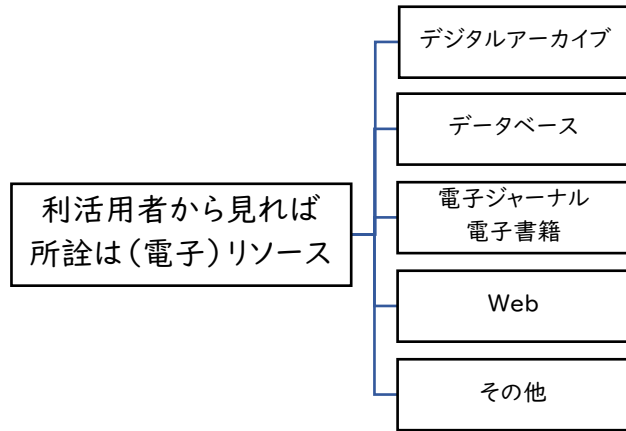 利活用者から見れば
所詮は（電子）リソース
デジタルアーカイブ
データベース
電子ジャーナル
電子書籍
Web
その他